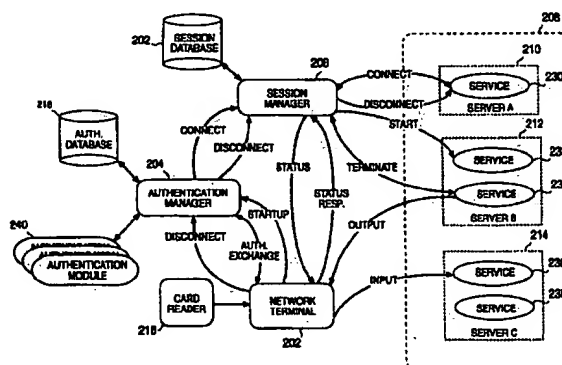 208
202
SESSION
DATABASE
206
SESSION
MANAGER
CONNECT
DISCONNECT
210
SERVICE
230
SERVER A
218
AUTH.
DATABASE
CONNECT
DISCONNECT
START
212
SERVICE
SERVICE
SERVER B
204
AUTHENTICATION
MANAGER
STATUS
STATUS
RESP.
TERMINATE
STARTUP
OUTPUT
DISCONNECT
AUTH.
EXCHANGE
240
AUTHENTICATION
MODULE
INPUT
214
SERVICE
SERVICE
SERVER C
CARD
READER
216
NETWORK
TERMINAL
202